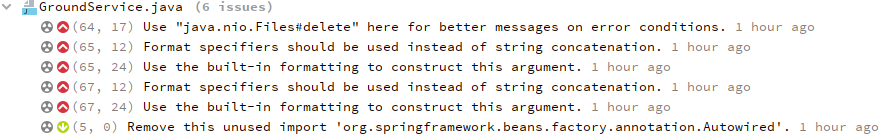 GroundService.java (6 issues)
(64, 17) Use "java.nio.Files#delete" here for better messages on error conditions. 1 hour ago
(65, 12) Format specifiers should be used instead of string concatenation. 1 hour ago
(65, 24) Use the built-in formatting to construct this argument. 1 hour ago
(67, 12) Format specifiers should be used instead of string concatenation. 1 hour ago
(67, 24) Use the built-in formatting to construct this argument. 1 hour ago
(5, 0) Remove this unused import 'org.springframework.beans.factory.annotation.Autowired'. 1 hour ago